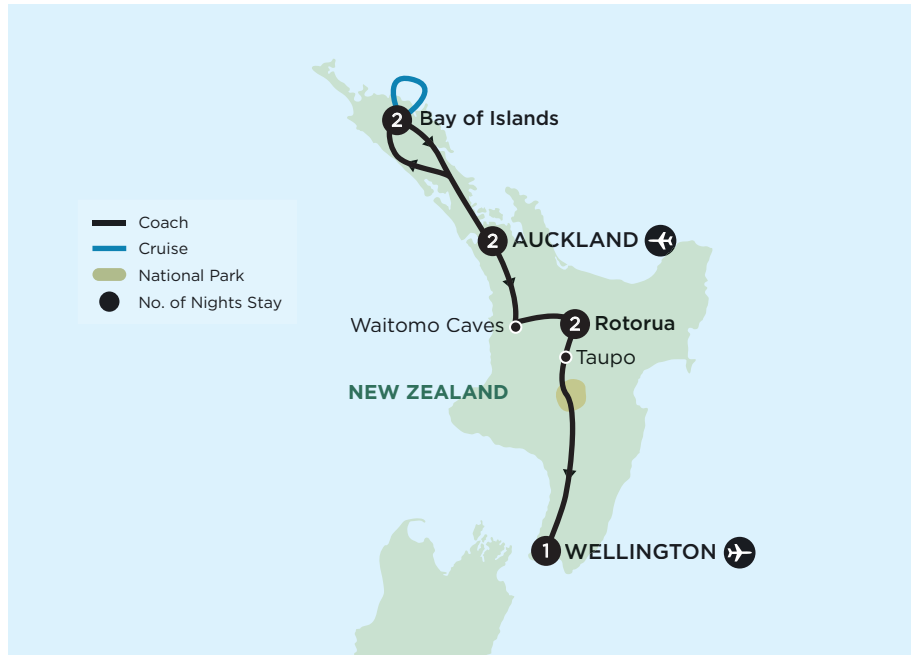 2 Bay of Islands
Coach
Cruise
National Park
No. of Nights Stay
2 AUCKLAND
Waitomo Caves
2 Rotorua
Taupo
NEW ZEALAND
1 WELLINGTON